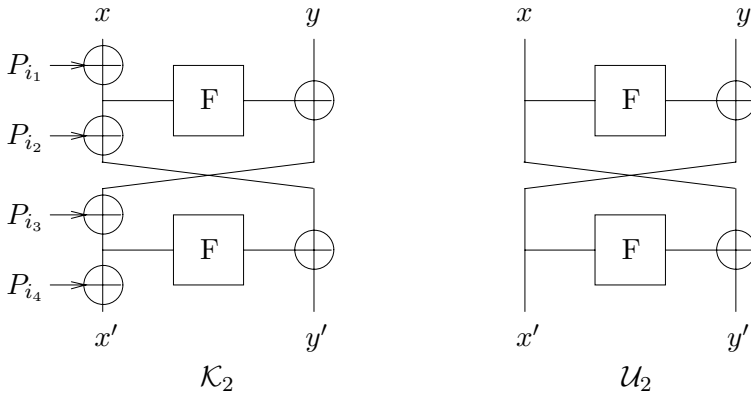 x y x y
P_{i_1}
F F
P_{i_2}
P_{i_3}
F F
P_{i_4}
x′ y′ x′ y′
𝒦_2 𝒰_2